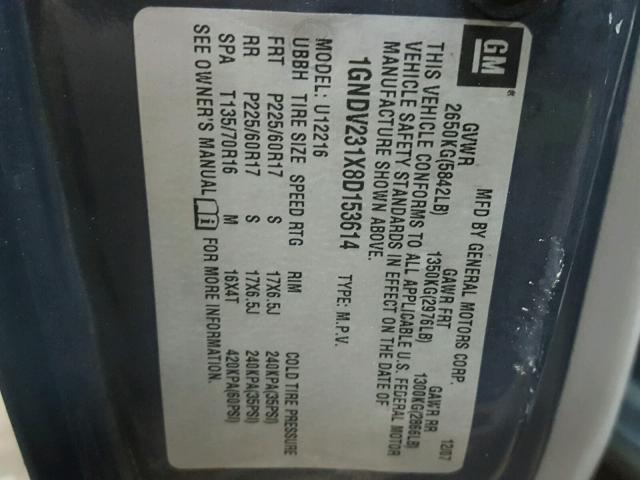 GM®
MFD BY GENERAL MOTORS CORP. 12/07
GVWR GAWR FRT GAWR RR
2650KG(5842LB) 1350KG(2976LB) 1300KG(2866LB)
THIS VEHICLE CONFORMS TO ALL APPLICABLE U.S. FEDERAL MOTOR
VEHICLE SAFETY STANDARDS IN EFFECT ON THE DATE OF
MANUFACTURE SHOWN ABOVE.
1GNDV231X8D153614 TYPE: M.P.V.
MODEL: U12216
UBBH TIRE SIZE SPEED RTG RIM COLD TIRE PRESSURE
FRT P225/60R17 S 17X6.5J 240KPA(35PSI)
RR P225/60R17 S 17X6.5J 240KPA(35PSI)
SPA T135/70R16 M 16X4T 420KPA(60PSI)
SEE OWNER'S MANUAL i FOR MORE INFORMATION.